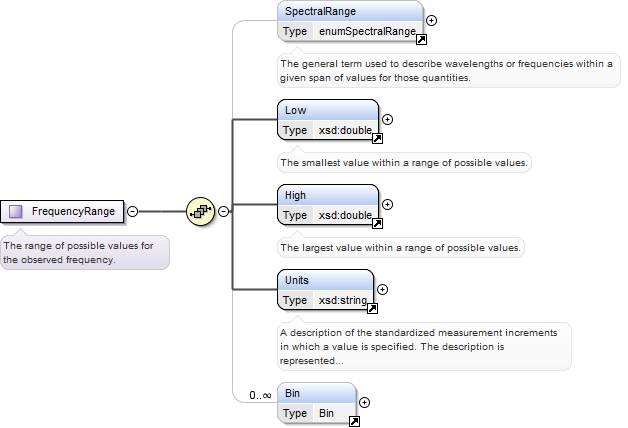 SpectralRange
Type enumSpectralRange
The general term used to describe wavelengths or frequencies within a
given span of values for those quantities.
Low
Type xsd:double
The smallest value within a range of possible values.
High
Type xsd:double
The largest value within a range of possible values.
FrequencyRange
The range of possible values for
the observed frequency.
Units
Type xsd:string
A description of the standardized measurement increments
in which a value is specified. The description is
represented...
0..∞
Bin
Type Bin